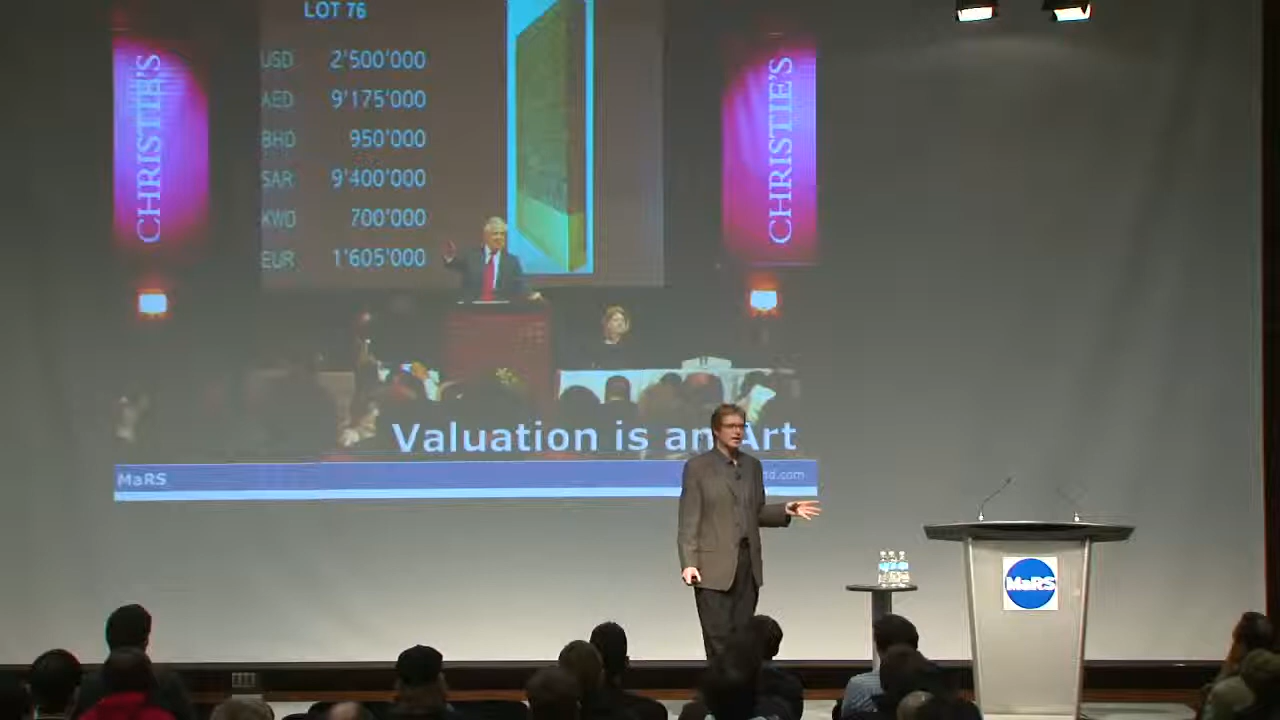 LOT 76
USD 2'500'000
AED 9'175'000
BHD 950'000
SAR 9'400'000
KWD 700'000
EUR 1'605'000
CHRISTIE'S
CHRISTIE'S
Valuation is an Art
MaRS
MaRS